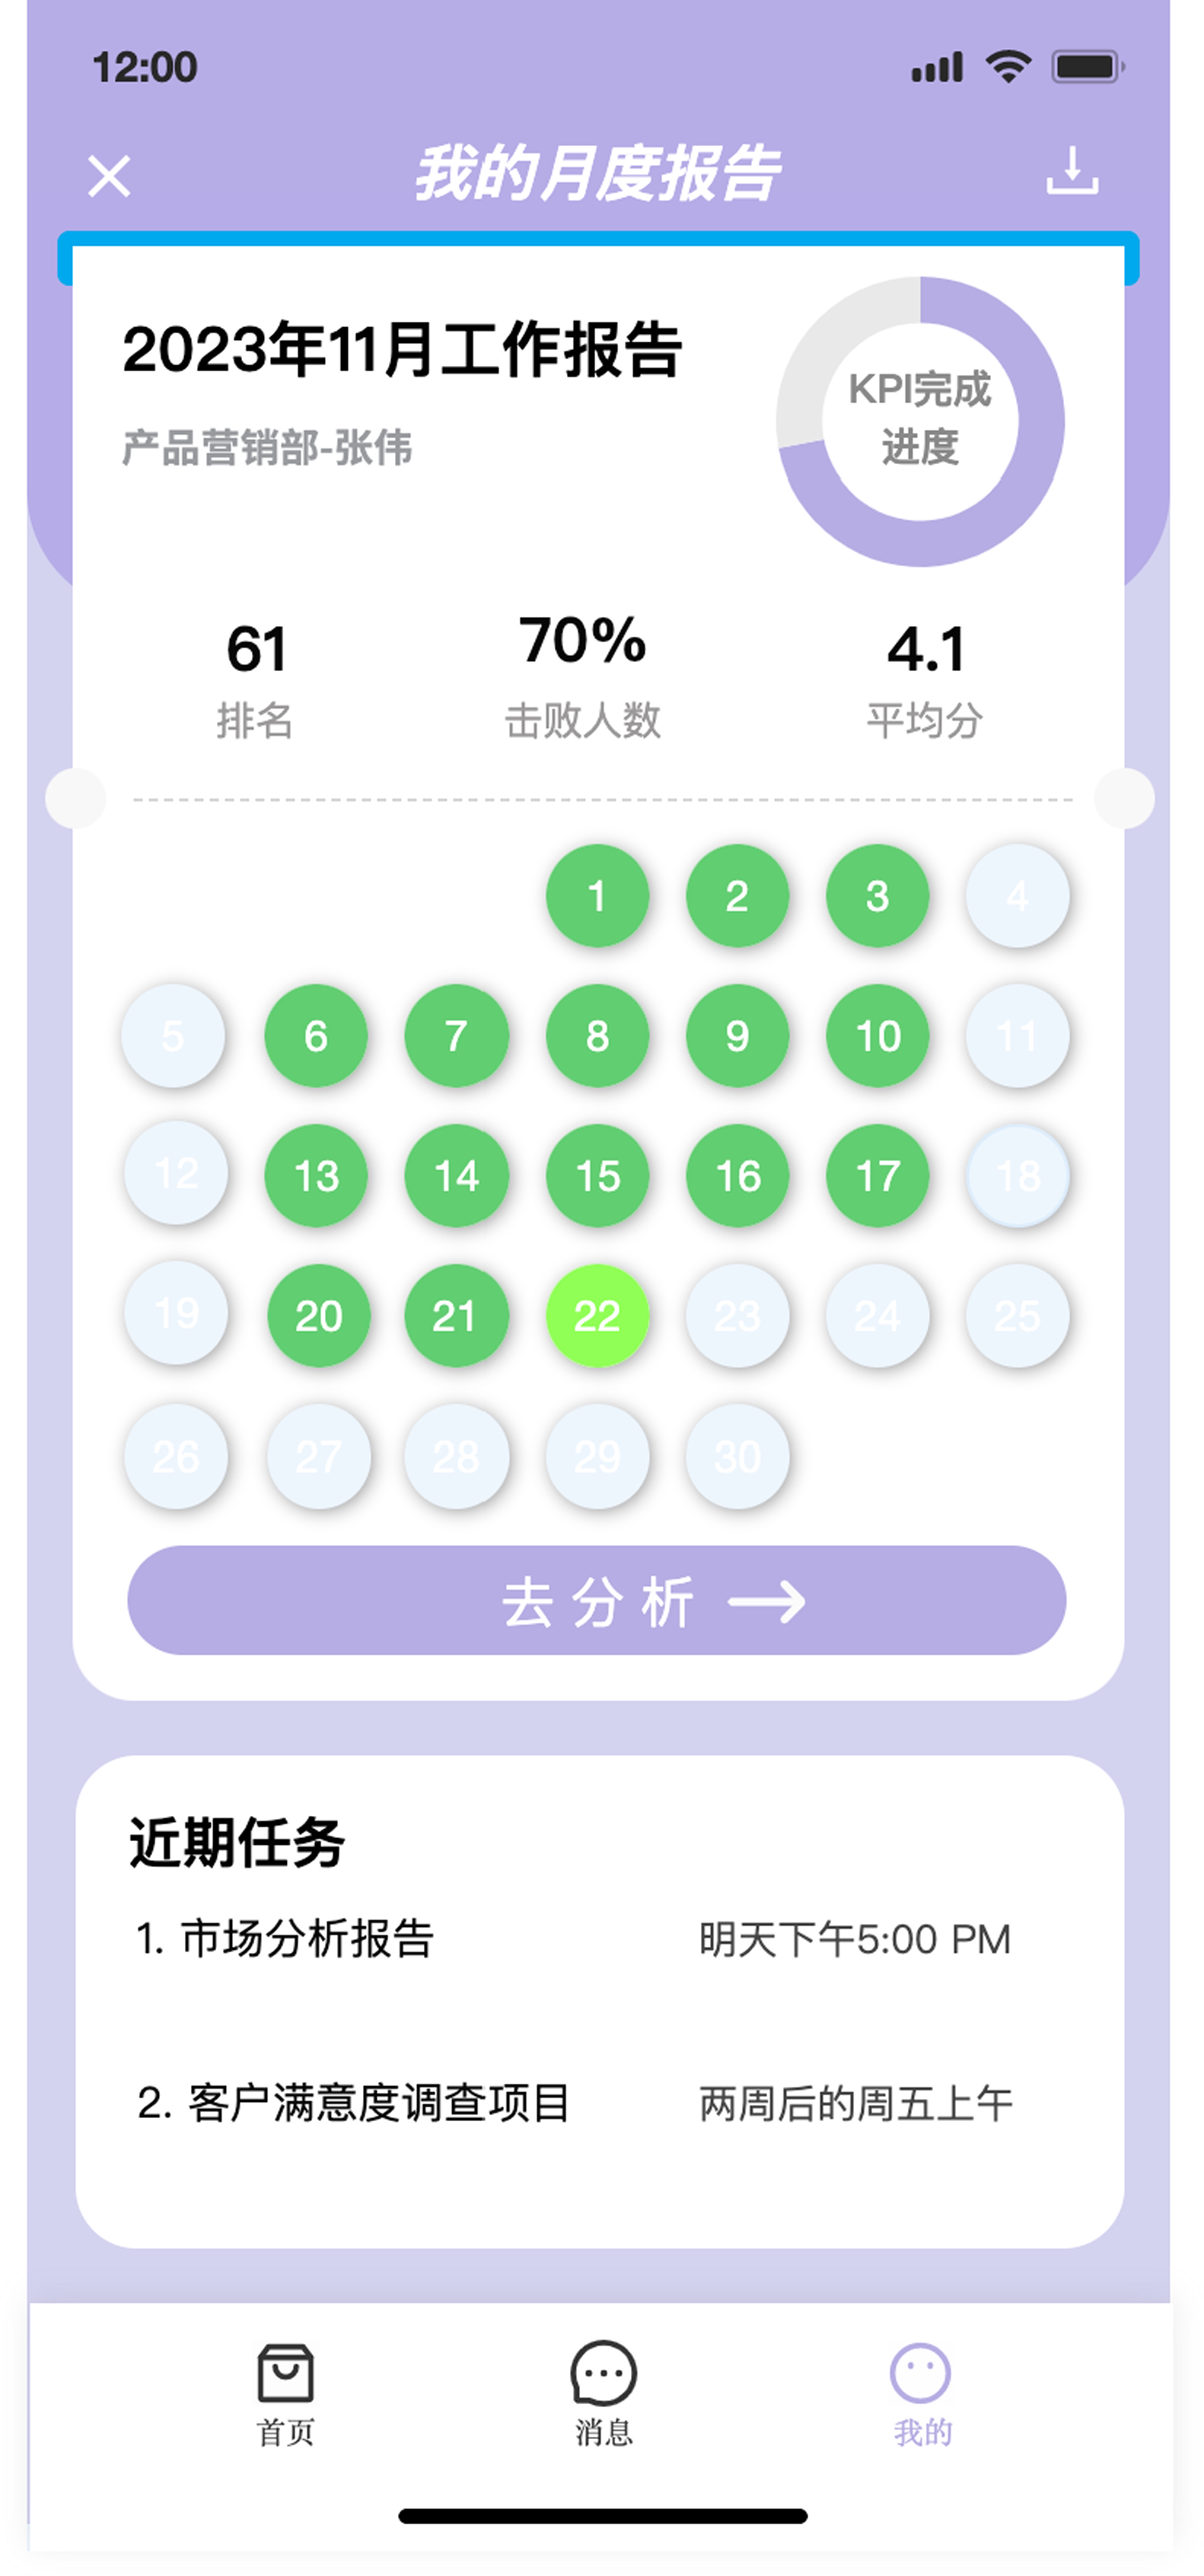 12:00
我的月度报告
2023年11月工作报告
产品营销部-张伟
KPI完成
进度
61
排名
70%
击败人数
4.1
平均分
1 2 3 4
5 6 7 8 9 10 11
12 13 14 15 16 17 18
19 20 21 22 23 24 25
26 27 28 29 30
去分析
近期任务
1. 市场分析报告 明天下午5:00 PM
2. 客户满意度调查项目 两周后的周五上午
首页 消息 我的